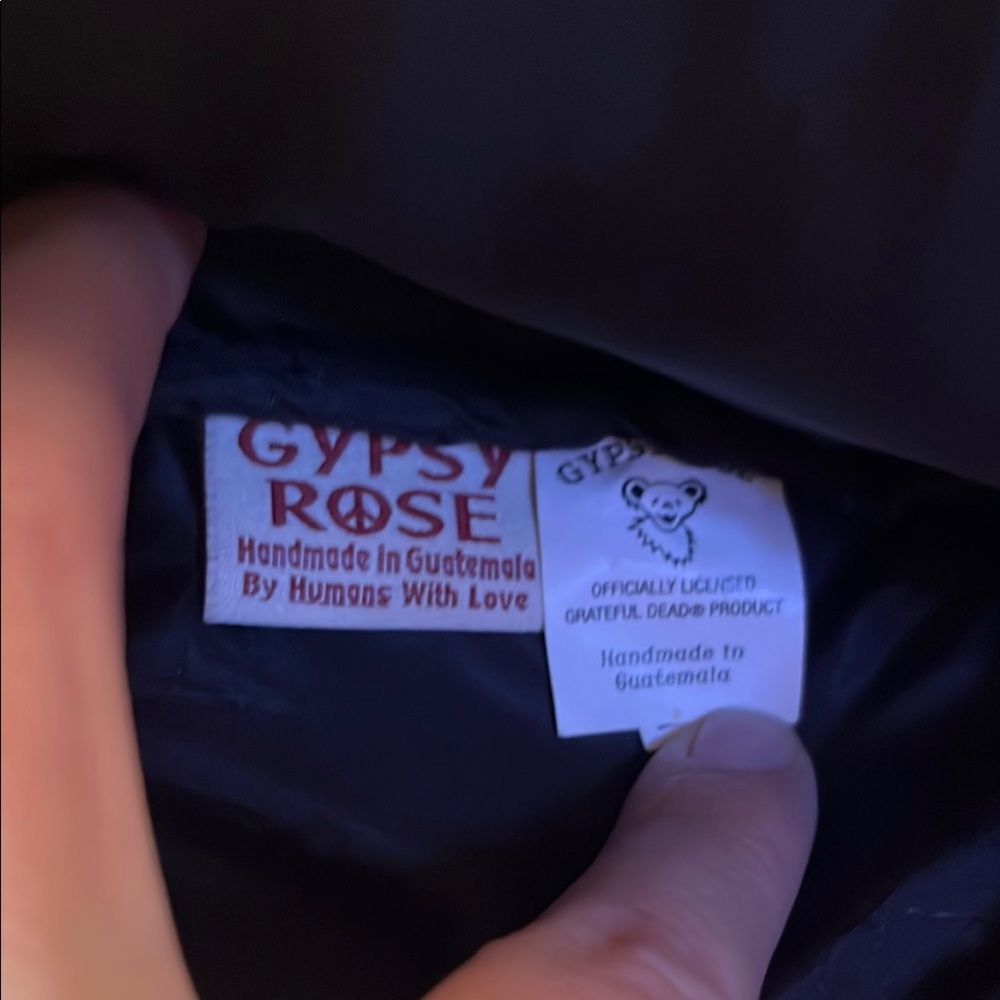 GYPSY
ROSE
Handmade in Guatemala
By Humans With Love
OFFICIALLY LICENSED
GRATEFUL DEAD® PRODUCT
Handmade in
Guatemala